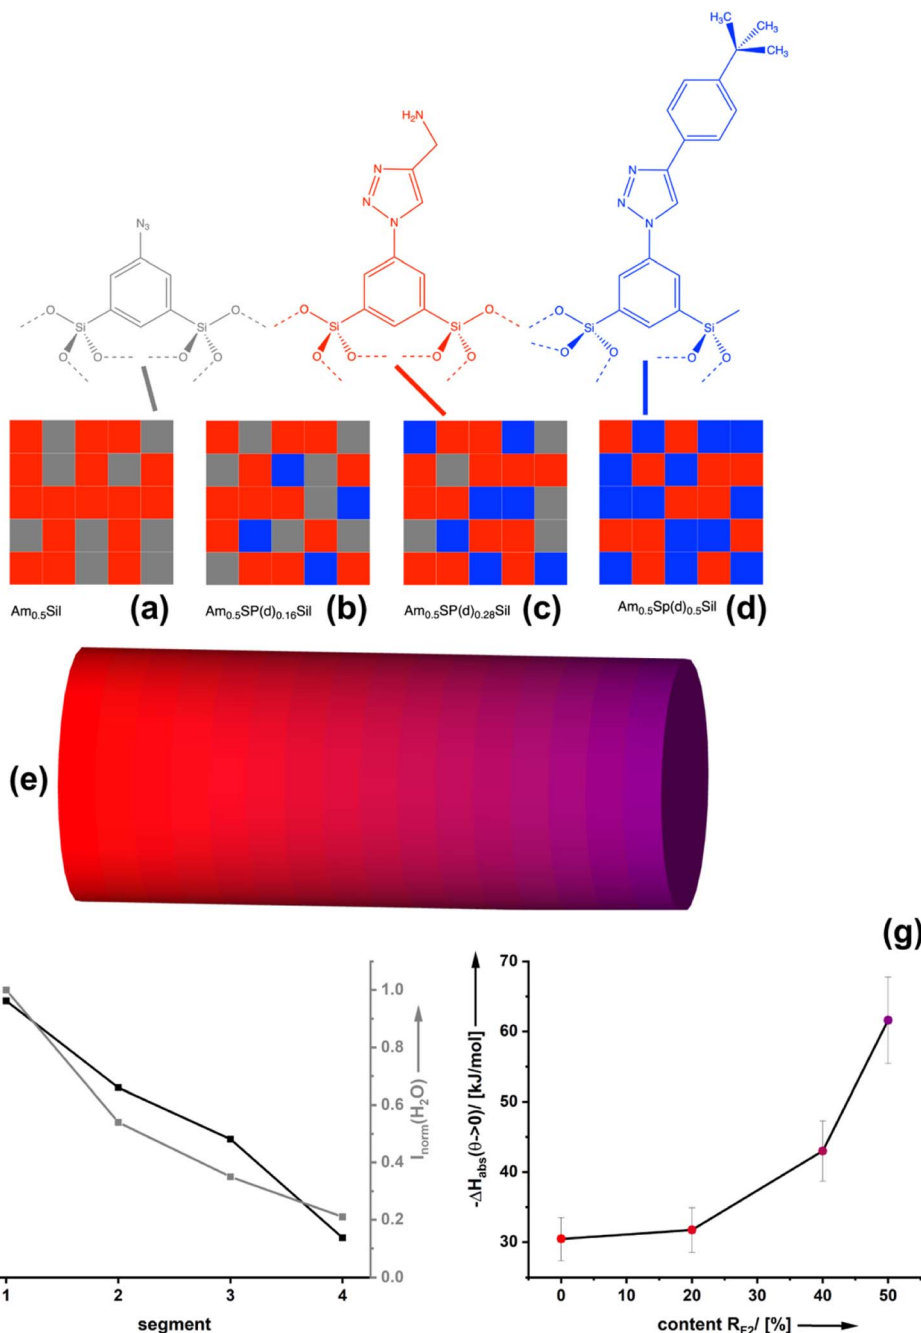 H₃C CH₃
CH₃
H₂N
N N
N N
N₃ N N
O Si O O Si O O Si O O Si O O Si Si
O O O O O O O O O O O O
Am₀.₅Sil (a) Am₀.₅SP(d)₀.₁₆Sil (b) Am₀.₅SP(d)₀.₂₈Sil (c) Am₀.₅Sp(d)₀.₅Sil (d)
(e)
(g)
1.0
0.8
0.6
0.4
0.2
0.0
Iₙₒᵣₘ(H₂O)
1 2 3 4
segment
70
60
50
40
30
-ΔH_abs(θ->0)/ [kJ/mol]
0 10 20 30 40 50
content R_F2/ [%]